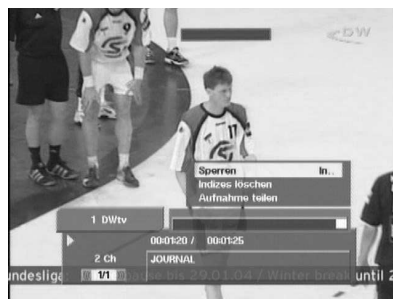 DW
17
Sperren In..
Indizes löschen
Aufnahme teilen
1 DWtv
00:01:20 / 00:01:25
2 Ch JOURNAL
1/1
undesliga: bis 29.01.04 / Winter break until 2